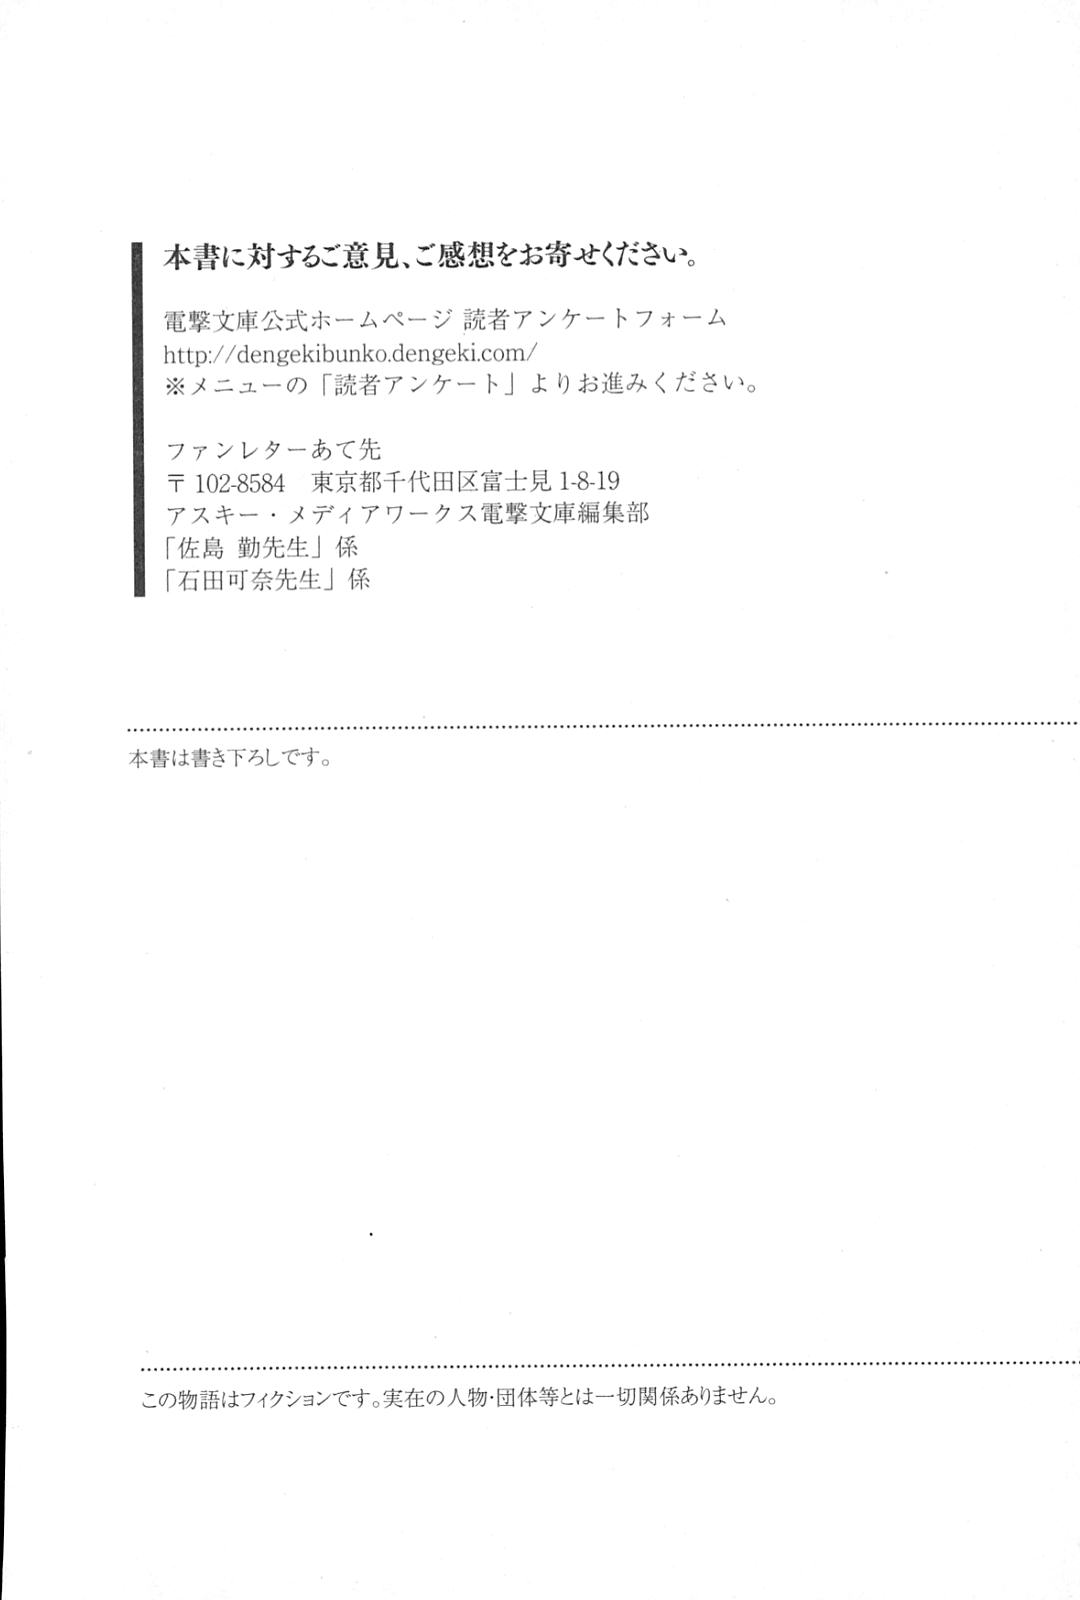 本書に対するご意見、ご感想をお寄せください。
電撃文庫公式ホームページ 読者アンケートフォーム
http://dengekibunko.dengeki.com/
※メニューの「読者アンケート」よりお進みください。
ファンレターあて先
〒102-8584　東京都千代田区富士見1-8-19
アスキー・メディアワークス電撃文庫編集部
「佐島 勤先生」係
「石田可奈先生」係
本書は書き下ろしです。
この物語はフィクションです。実在の人物・団体等とは一切関係ありません。